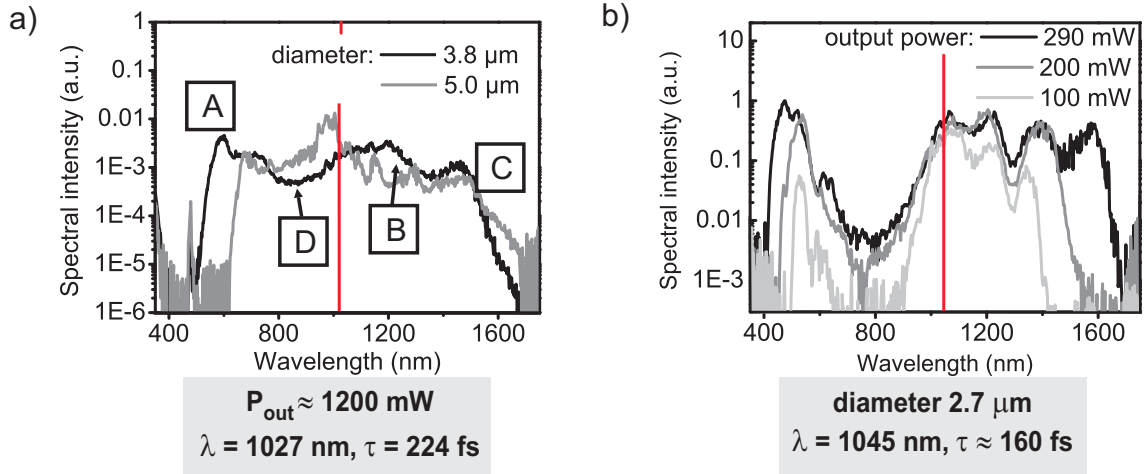 a)
Spectral intensity (a.u.)
1
0.1
0.01
1E-3
1E-4
1E-5
1E-6
diameter: 3.8 µm
5.0 µm
A
B
C
D
400 800 1200 1600
Wavelength (nm)
Pout ≈ 1200 mW
λ = 1027 nm, τ = 224 fs
b)
Spectral intensity (a.u.)
10
1
0.1
0.01
1E-3
output power: 290 mW
200 mW
100 mW
400 800 1200 1600
Wavelength (nm)
diameter 2.7 µm
λ = 1045 nm, τ ≈ 160 fs